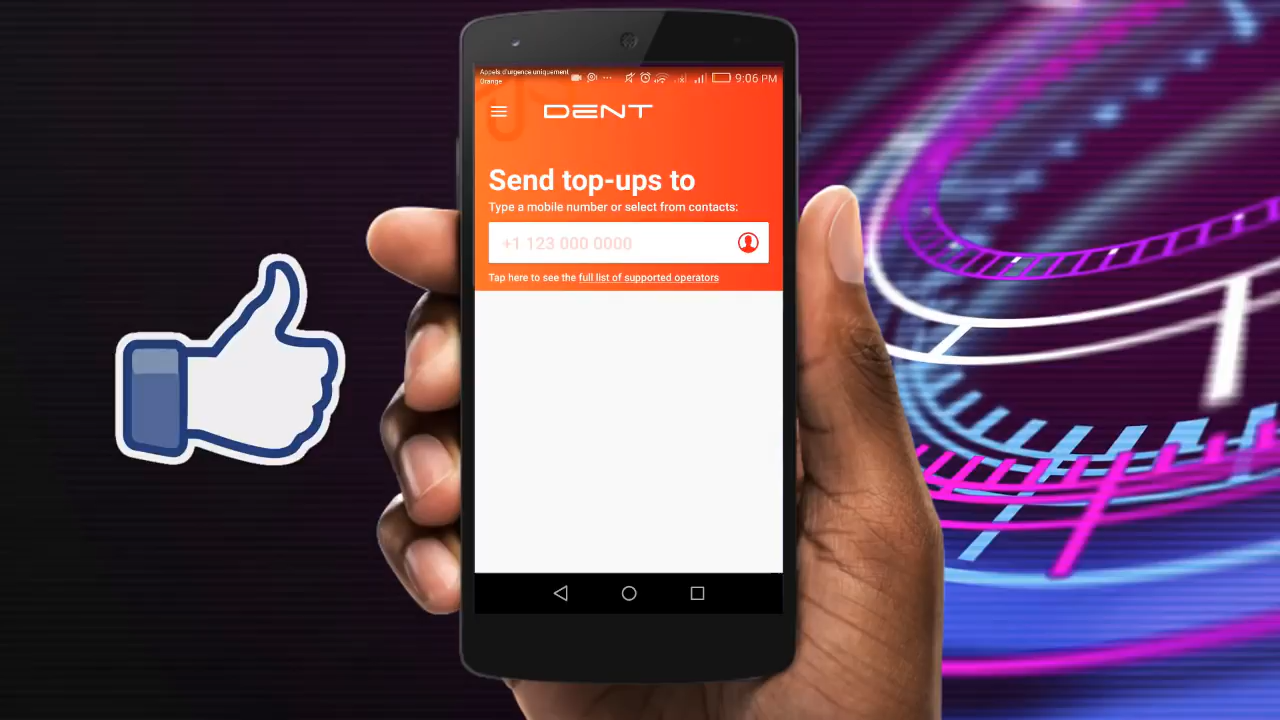 Appels d'urgence uniquement
Orange
9:06 PM
DENT
Send top-ups to
Type a mobile number or select from contacts:
+1 123 000 0000
Tap here to see the full list of supported operators